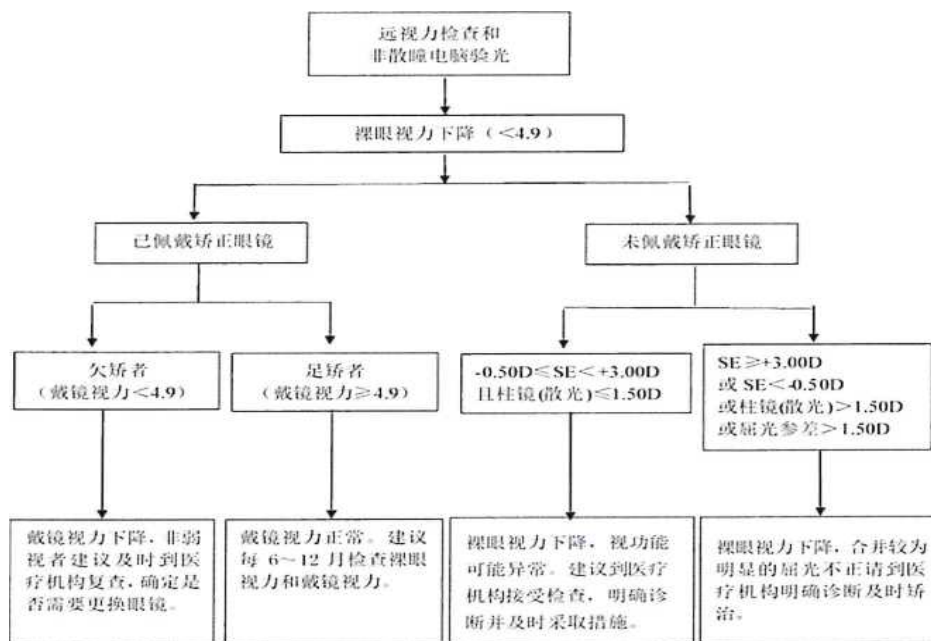 远视力检查和
非散瞳电脑验光
裸眼视力下降（<4.9）
已佩戴矫正眼镜
未佩戴矫正眼镜
欠矫者
（戴镜视力<4.9）
足矫者
（戴镜视力≥4.9）
-0.50D≤SE<+3.00D
且柱镜(散光)≤1.50D
SE≥+3.00D
或 SE<-0.50D
或柱镜(散光)>1.50D
或屈光参差>1.50D
戴镜视力下降，非弱
视者建议及时到医
疗机构复查，确定是
否需要更换眼镜。
戴镜视力正常。建议
每 6～12 月检查裸眼
视力和戴镜视力。
裸眼视力下降，视功能
可能异常。建议到医疗
机构接受检查，明确诊
断并及时采取措施。
裸眼视力下降，合并较为
明显的屈光不正请到医
疗机构明确诊断及时矫
治。